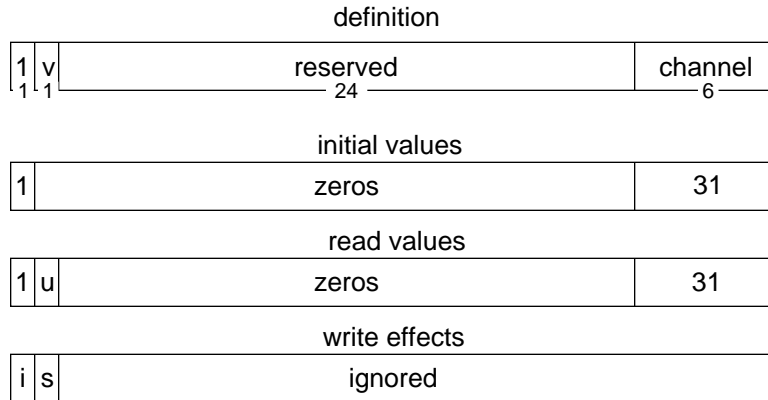 definition
1 v reserved channel
1 1 24 6
initial values
1 zeros 31
read values
1 u zeros 31
write effects
i s ignored